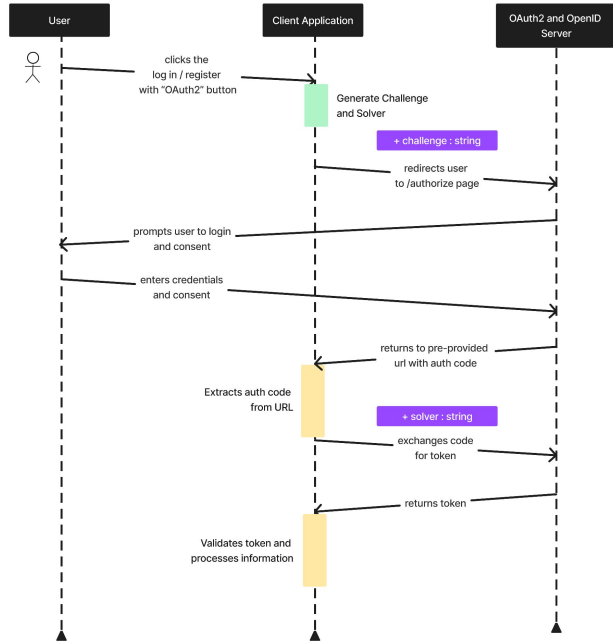 User
Client Application
OAuth2 and OpenID
Server
clicks the
log in / register
with “OAuth2” button
Generate Challenge
and Solver
+ challenge : string
redirects user
to /authorize page
prompts user to login
and consent
enters credentials
and consent
returns to pre-provided
url with auth code
Extracts auth code
from URL
+ solver : string
exchanges code
for token
returns token
Validates token and
processes information